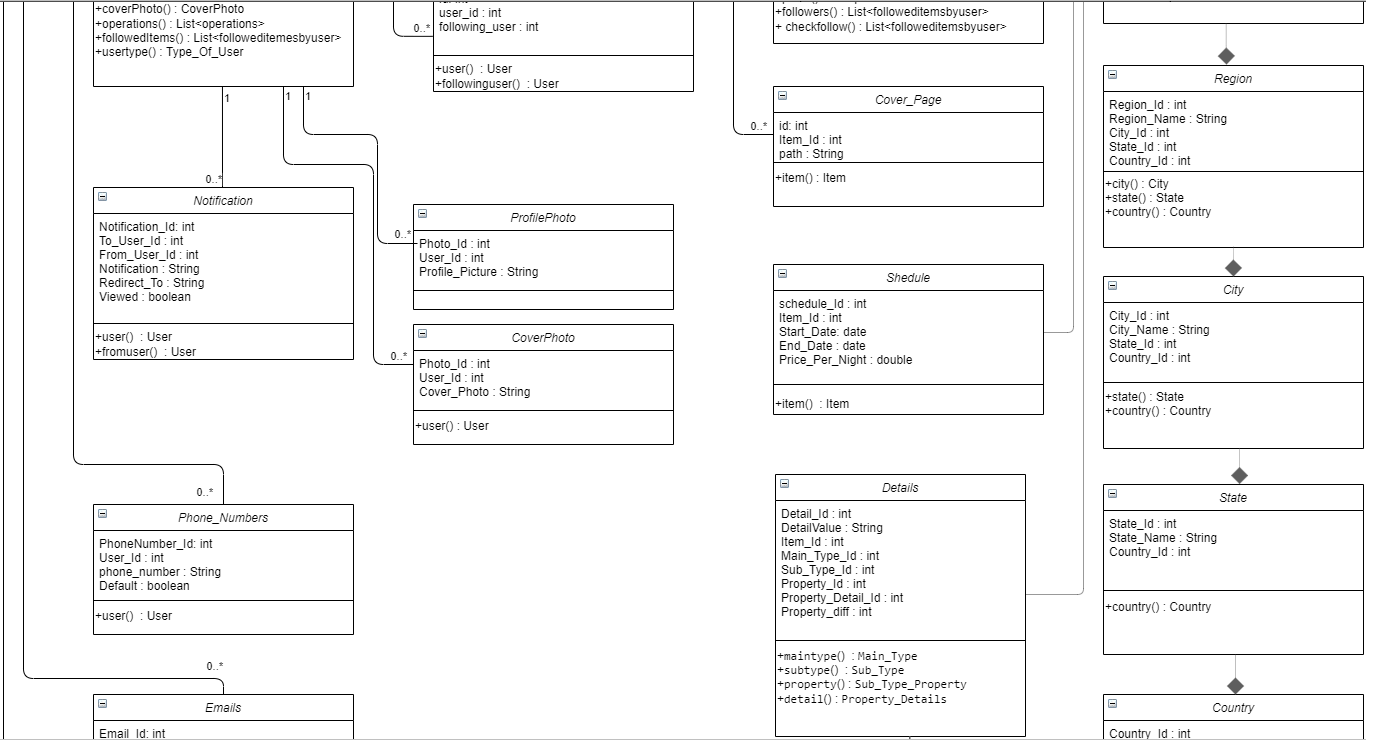 +coverPhoto() : CoverPhoto
+operations() : List<operations>
+followedItems() : List<followeditemesbyuser>
+usertype() : Type_Of_User
1
1
1
0..*
user_id : int
following_user : int
+user() : User
+followinguser() : User
+followers() : List<followeditemsbyuser>
+ checkfollow() : List<followeditemsbyuser>
0..*
Cover_Page
id: int
Item_Id : int
path : String
+item() : Item
Region
Region_Id : int
Region_Name : String
City_Id : int
State_Id : int
Country_Id : int
+city() : City
+state() : State
+country() : Country
0..*
Notification
Notification_Id: int
To_User_Id : int
From_User_Id : int
Notification : String
Redirect_To : String
Viewed : boolean
+user() : User
+fromuser() : User
0..*
ProfilePhoto
Photo_Id : int
User_Id : int
Profile_Picture : String
0..*
CoverPhoto
Photo_Id : int
User_Id : int
Cover_Photo : String
+user() : User
Shedule
schedule_Id : int
Item_Id : int
Start_Date: date
End_Date : date
Price_Per_Night : double
+item() : Item
City
City_Id : int
City_Name : String
State_Id : int
Country_Id : int
+state() : State
+country() : Country
0..*
Phone_Numbers
PhoneNumber_Id: int
User_Id : int
phone_number : String
Default : boolean
+user() : User
Details
Detail_Id : int
DetailValue : String
Item_Id : int
Main_Type_Id : int
Sub_Type_Id : int
Property_Id : int
Property_Detail_Id : int
Property_diff : int
+maintype() : Main_Type
+subtype() : Sub_Type
+property() : Sub_Type_Property
+detail() : Property_Details
State
State_Id : int
State_Name : String
Country_Id : int
+country() : Country
0..*
Emails
Email_Id: int
Country
Country_Id : int